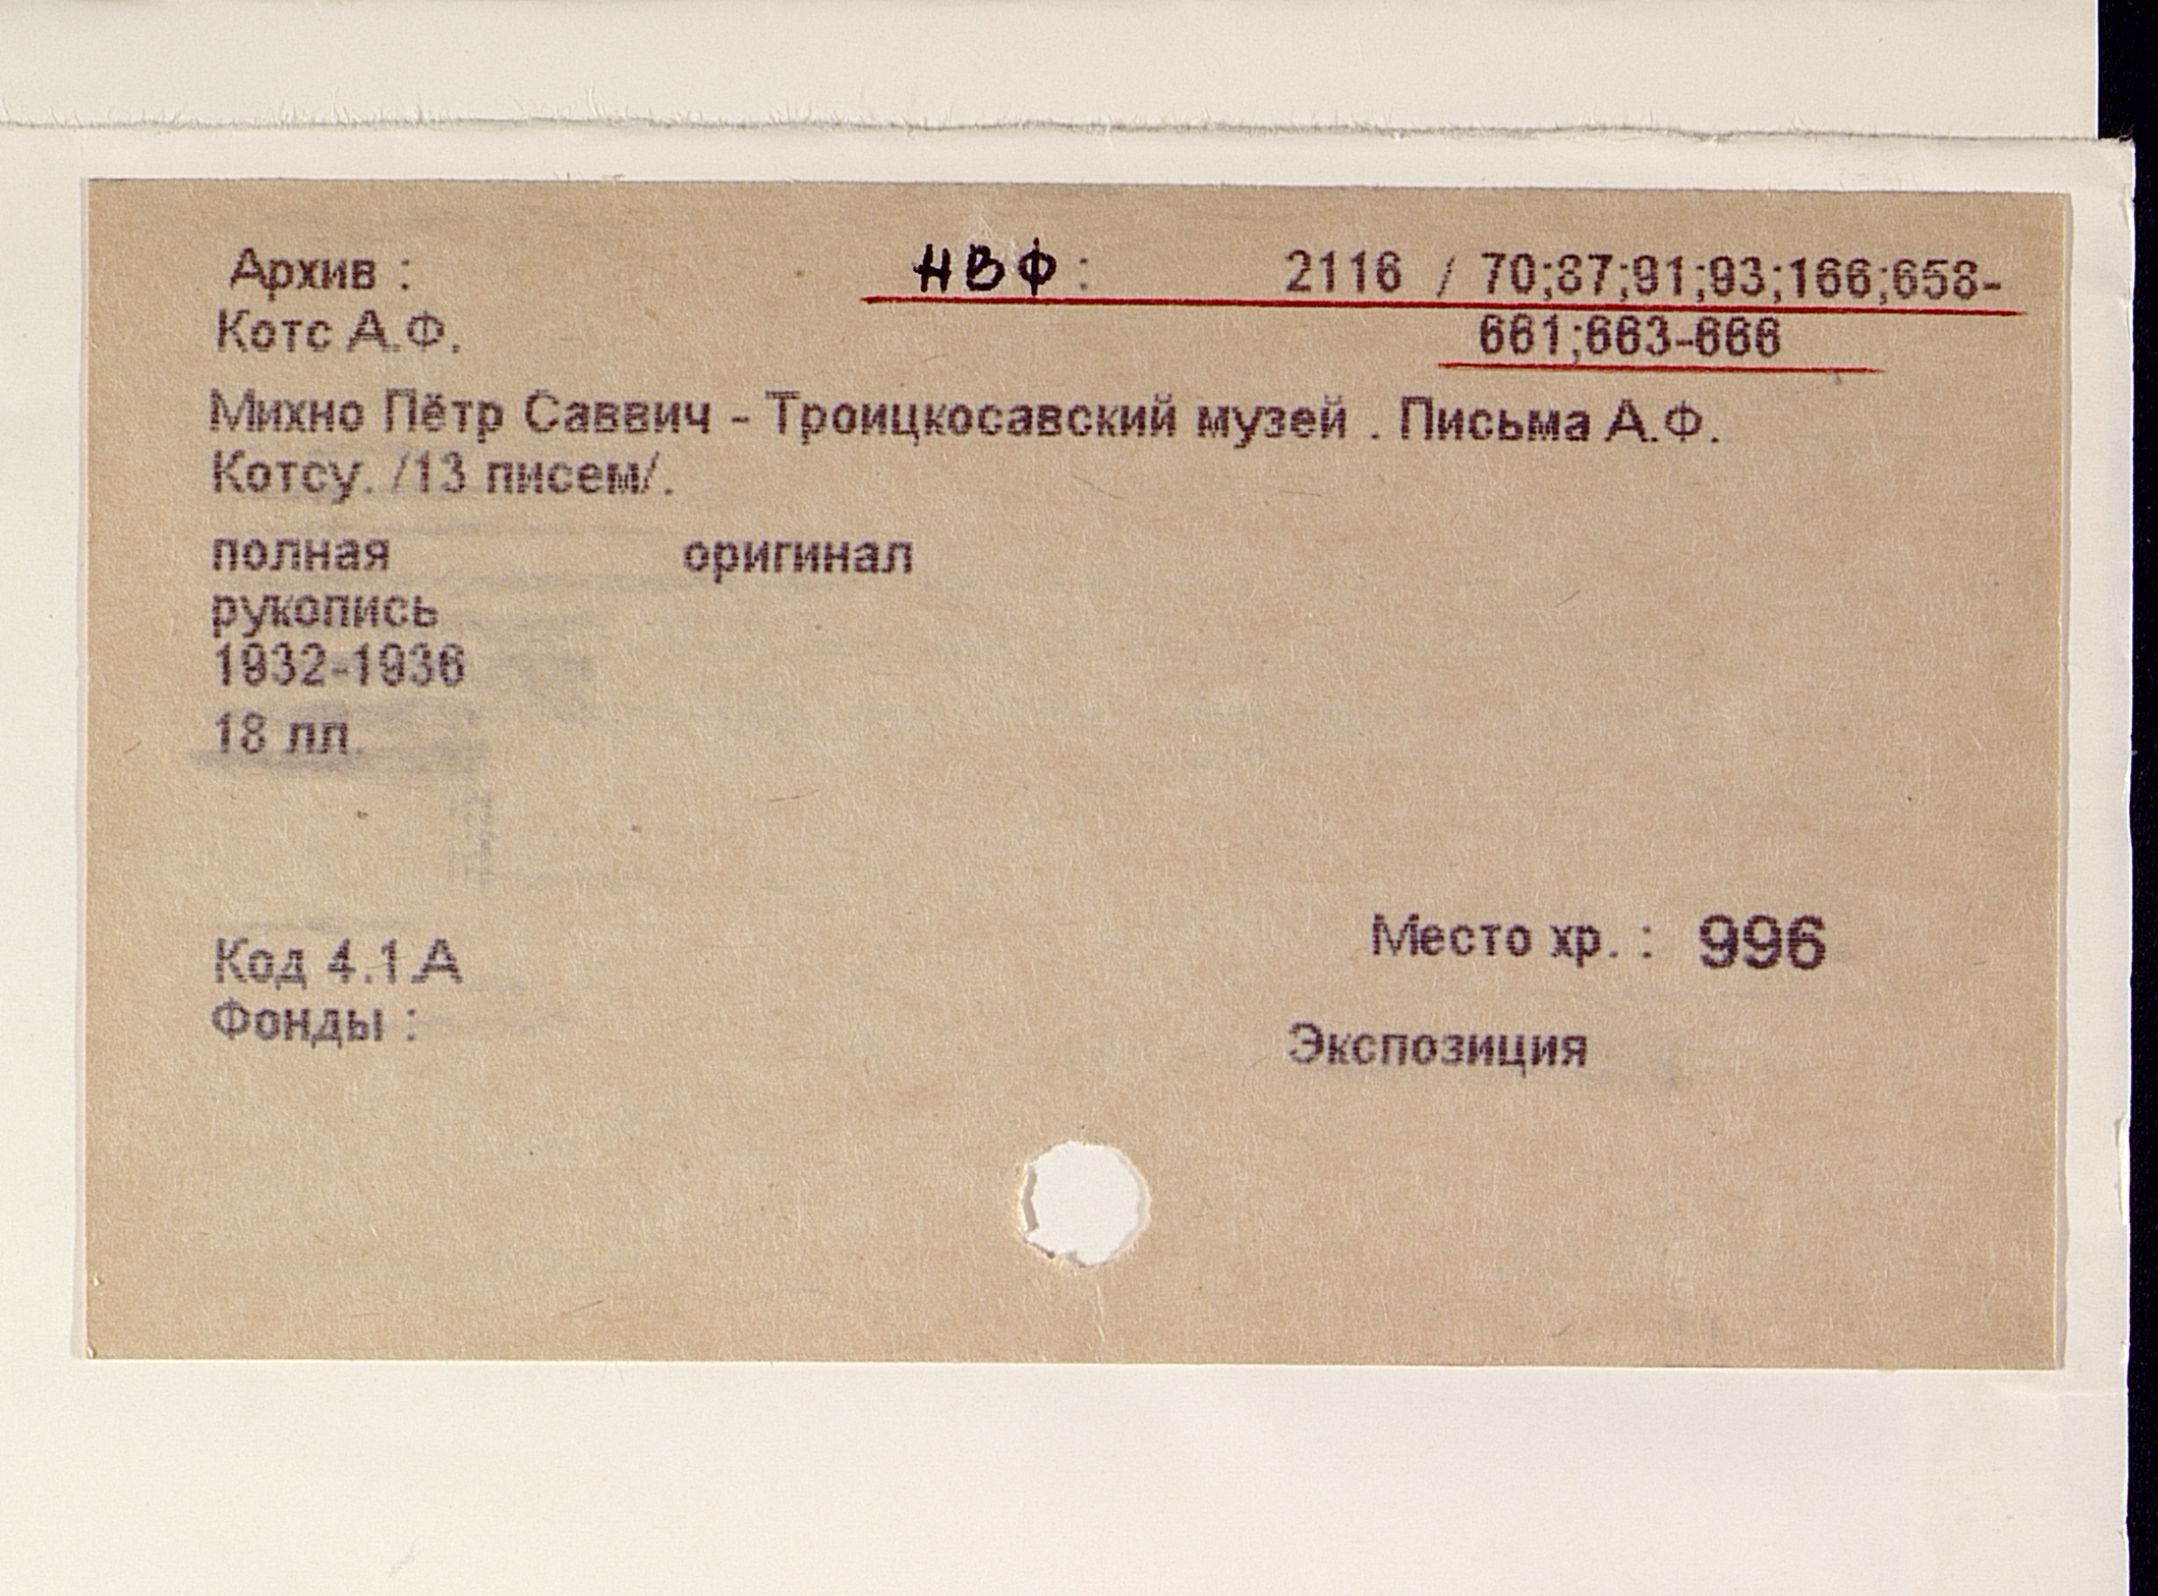 Архив : НВФ : 2116 / 70;87;91;93;166;658-
Котс А.Ф. 661;663-666
Михно Пётр Саввич - Троицкосавский музей . Письма А.Ф.
Котсу. /13 писем/.
полная оригинал
рукопись
1932-1936
18 лл.
Код 4.1.А Место хр. : 996
Фонды : Экспозиция